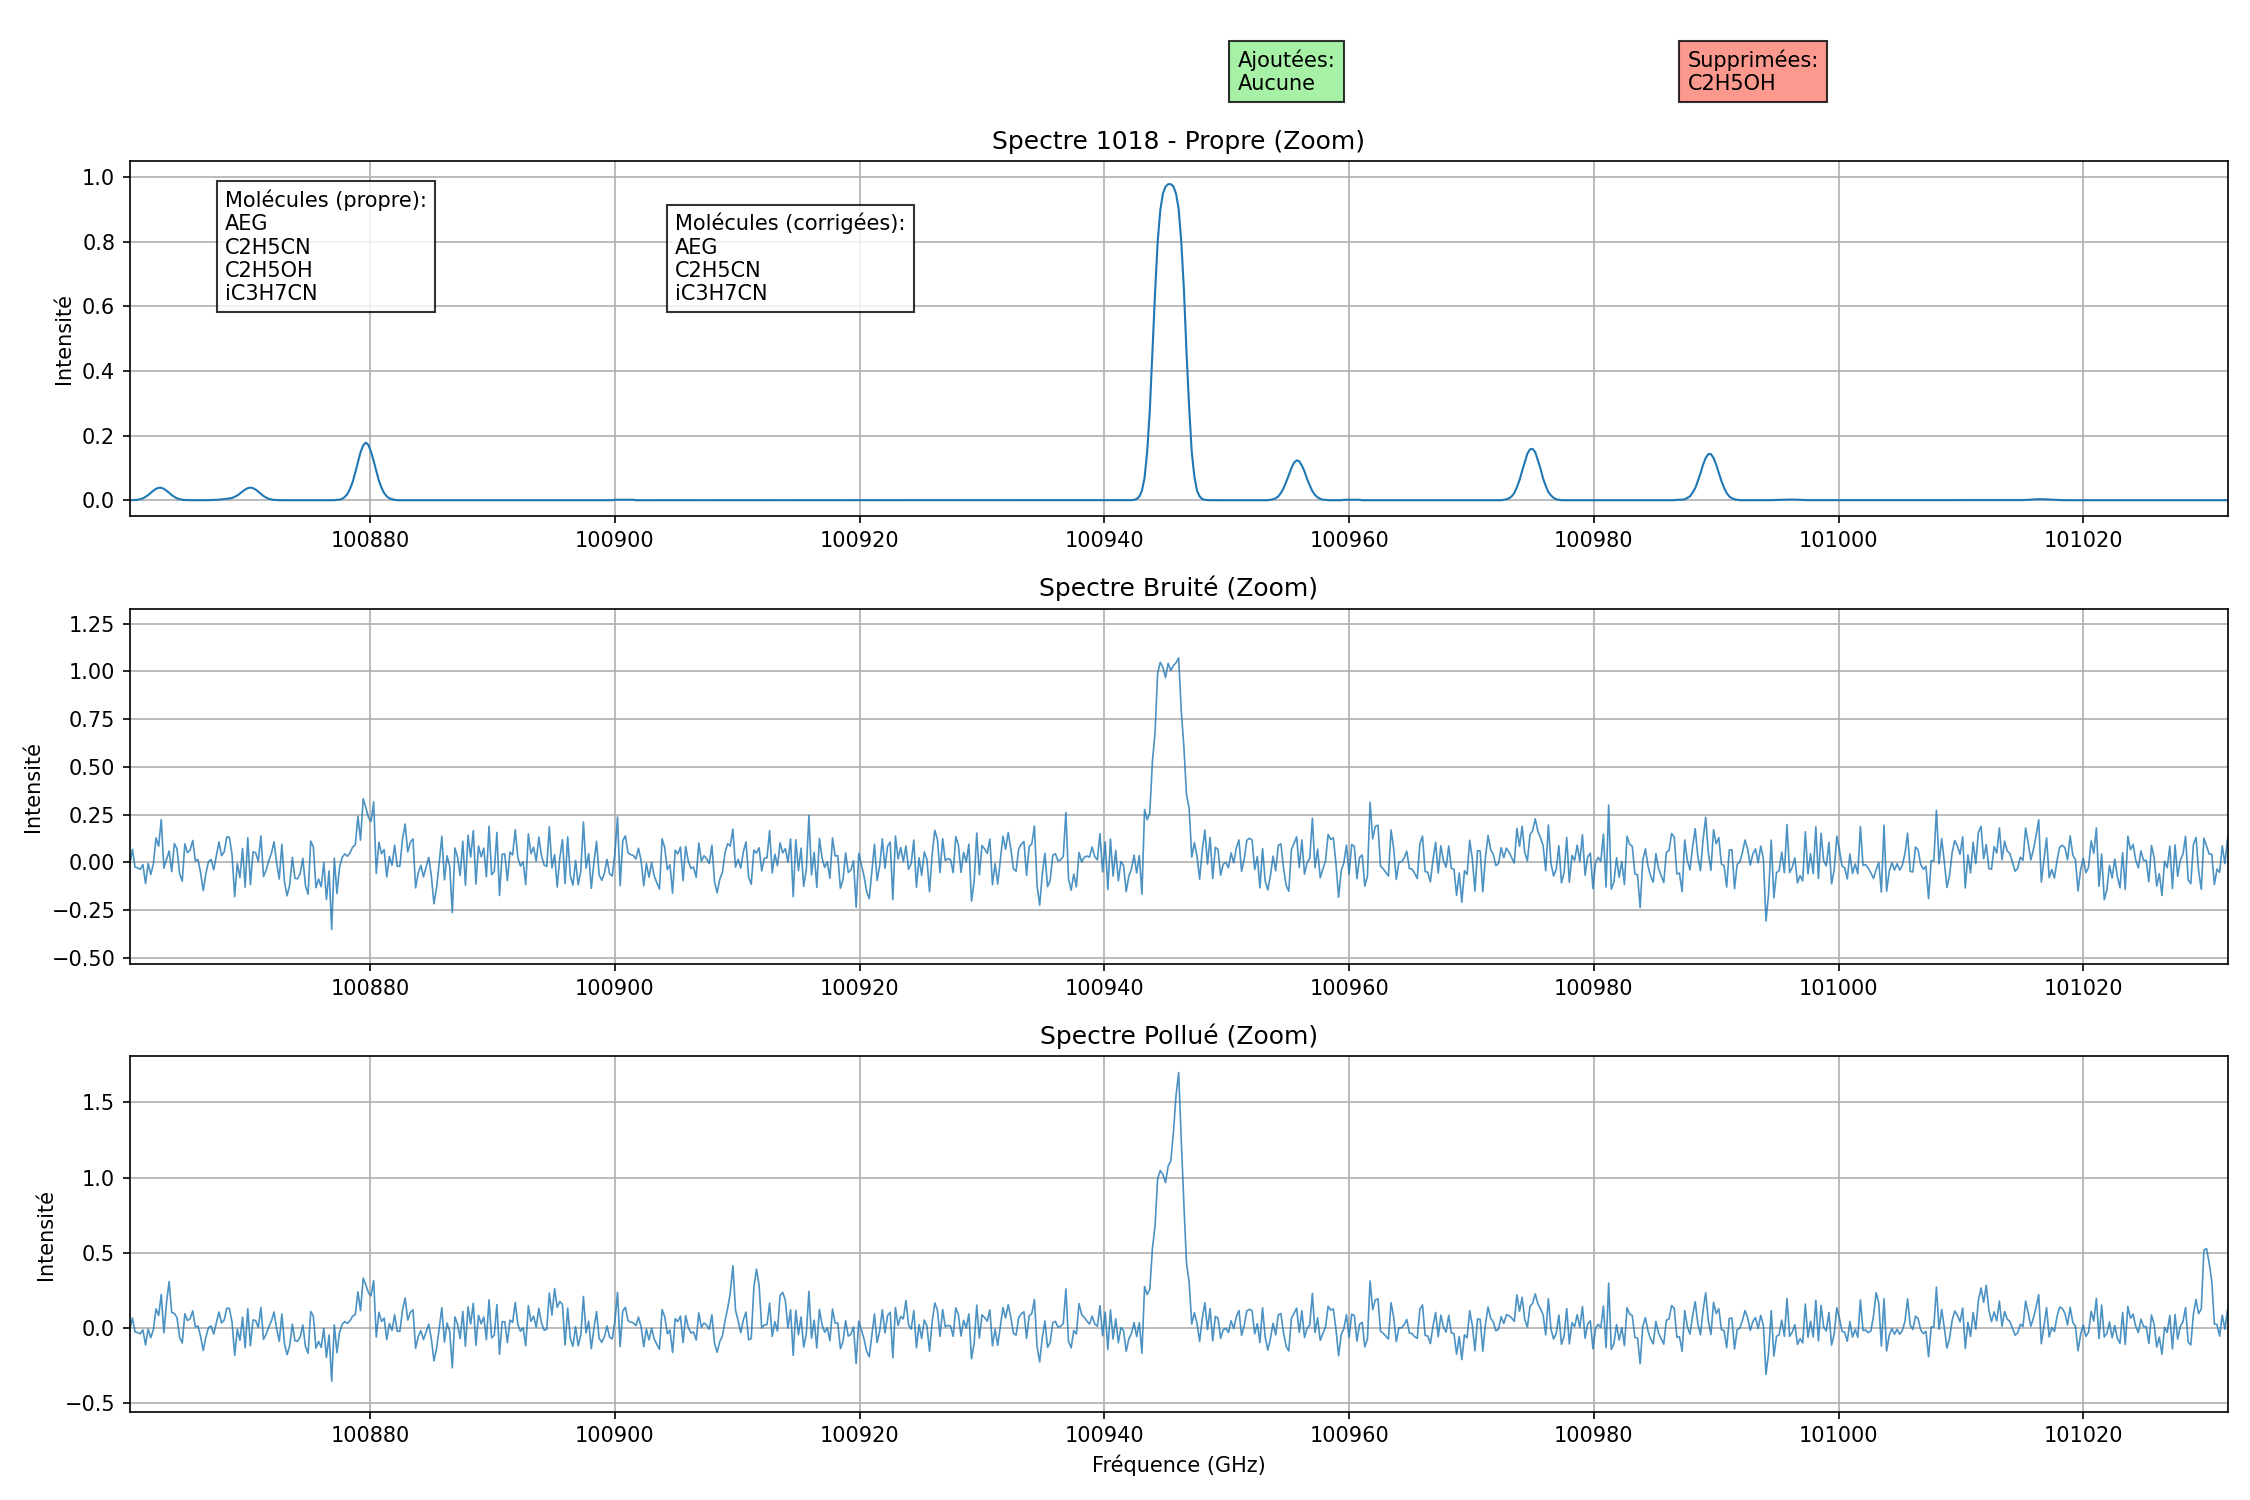 Ajoutées:
Aucune
Supprimées:
C2H5OH
Spectre 1018 - Propre (Zoom)
Molécules (propre):
AEG
C2H5CN
C2H5OH
iC3H7CN
Molécules (corrigées):
AEG
C2H5CN
iC3H7CN
Intensité
1.0
0.8
0.6
0.4
0.2
0.0
100880
100900
100920
100940
100960
100980
101000
101020
Spectre Bruité (Zoom)
Intensité
1.25
1.00
0.75
0.50
0.25
0.00
−0.25
−0.50
100880
100900
100920
100940
100960
100980
101000
101020
Spectre Pollué (Zoom)
Intensité
1.5
1.0
0.5
0.0
−0.5
100880
100900
100920
100940
100960
100980
101000
101020
Fréquence (GHz)